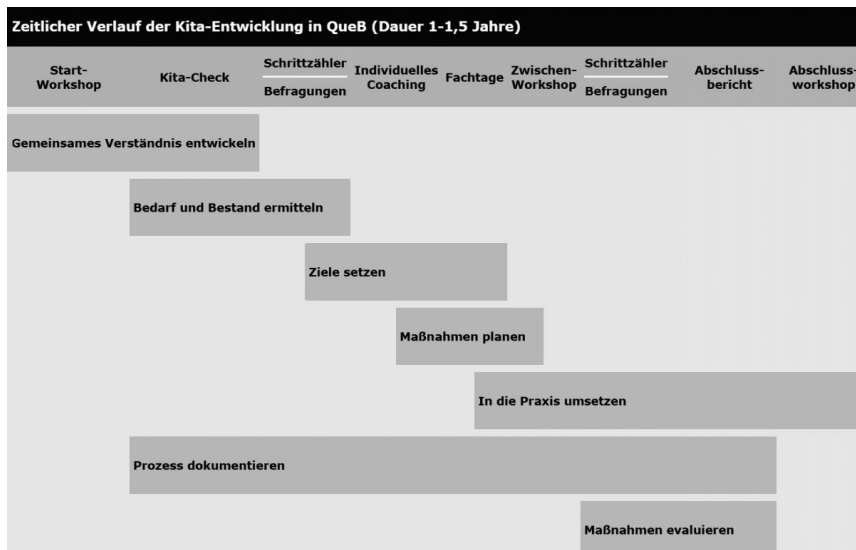 Zeitlicher Verlauf der Kita-Entwicklung in QueB (Dauer 1-1,5 Jahre)
Start-
Workshop
Kita-Check
Schrittzähler
Befragungen
Individuelles
Coaching
Fachtage
Zwischen-
Workshop
Schrittzähler
Befragungen
Abschluss-
bericht
Abschluss-
workshop
Gemeinsames Verständnis entwickeln
Bedarf und Bestand ermitteln
Ziele setzen
Maßnahmen planen
In die Praxis umsetzen
Prozess dokumentieren
Maßnahmen evaluieren